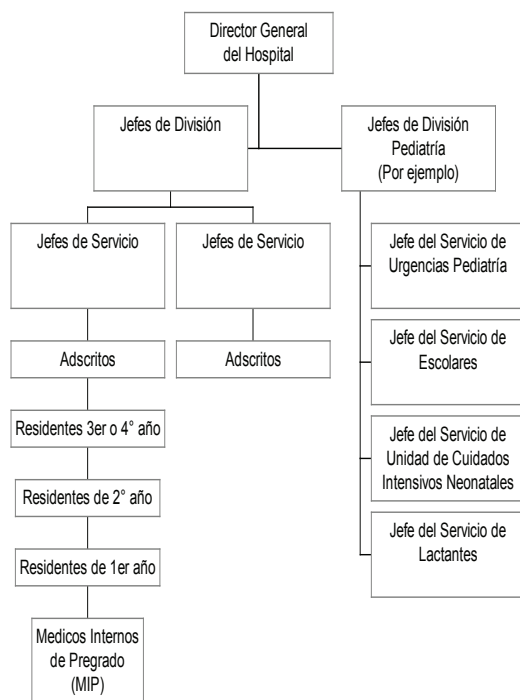 Director General
del Hospital
Jefes de División
Jefes de División
Pediatría
(Por ejemplo)
Jefes de Servicio
Jefes de Servicio
Jefe del Servicio de
Urgencias Pediatría
Adscritos
Adscritos
Jefe del Servicio de
Escolares
Residentes 3er o 4° año
Jefe del Servicio de
Unidad de Cuidados
Intensivos Neonatales
Residentes de 2° año
Residentes de 1er año
Jefe del Servicio de
Lactantes
Medicos Internos
de Pregrado
(MIP)